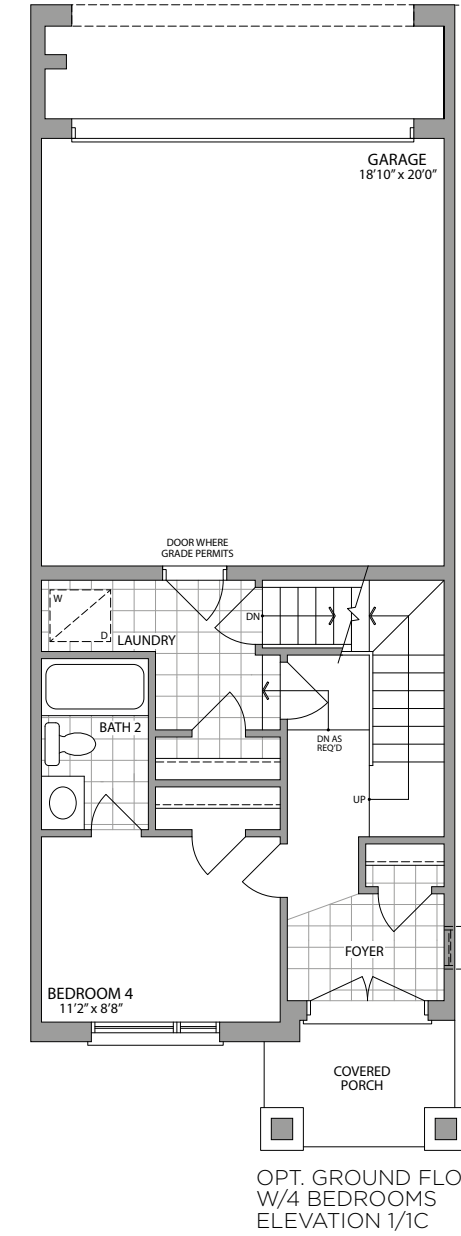 GARAGE
18'10" x 20'0"
DOOR WHERE
GRADE PERMITS
W
D
LAUNDRY
DN
BATH 2
DN AS
REQ'D
UP
FOYER
BEDROOM 4
11'2" x 8'8"
COVERED
PORCH
OPT. GROUND FLO
W/4 BEDROOMS
ELEVATION 1/1C